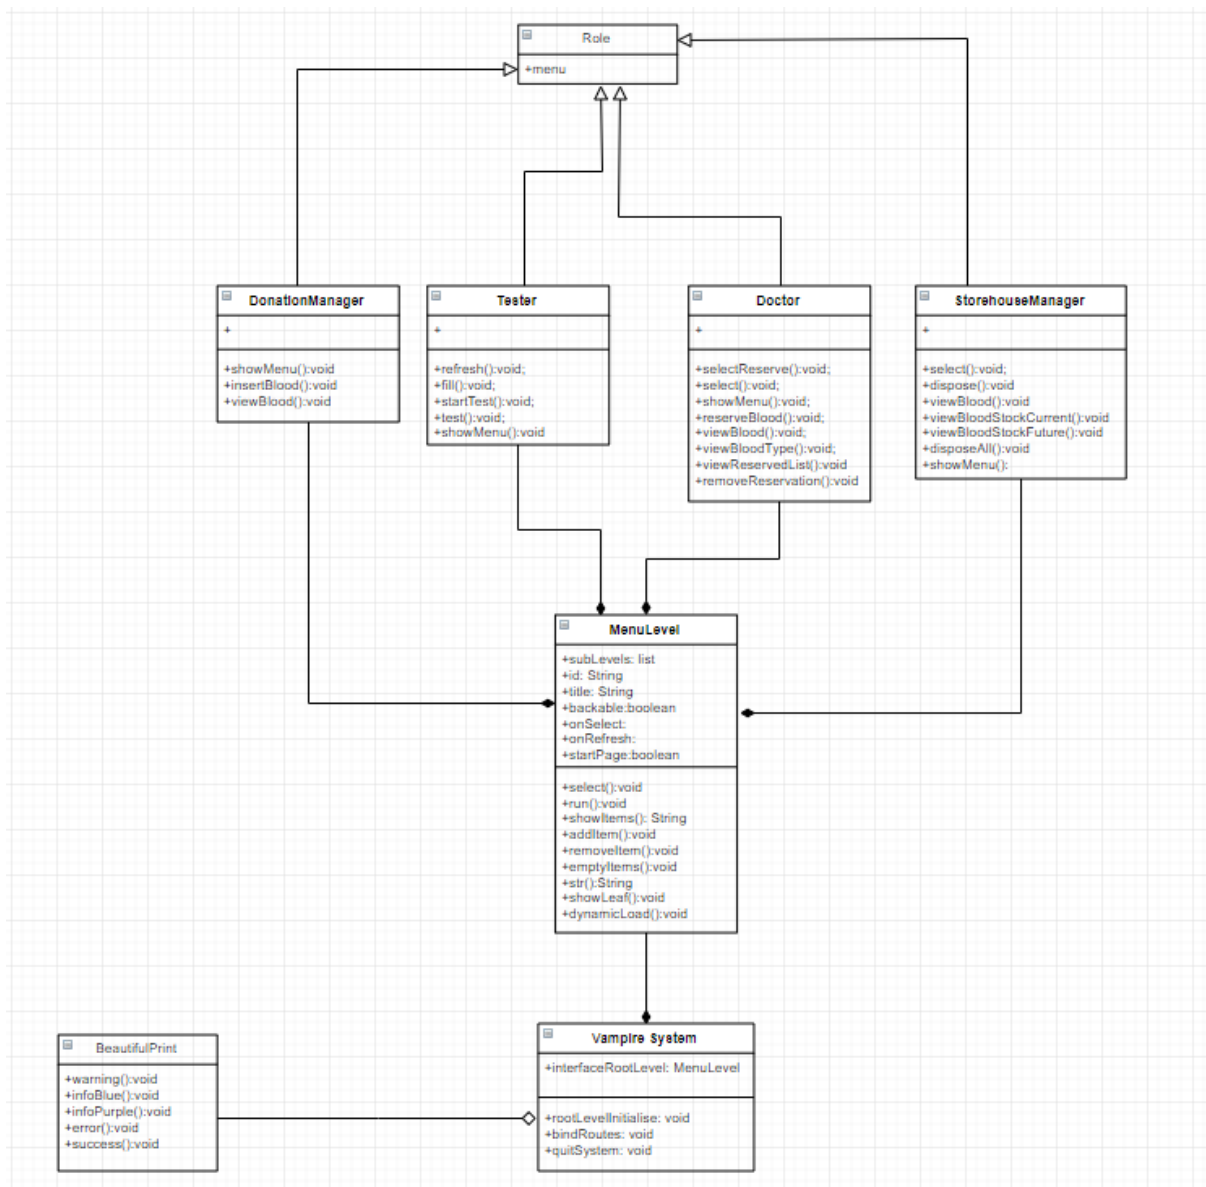 Role
+menu
DonationManager
+
+showMenu():void
+insertBlood():void
+viewBlood():void
Tester
+
+refresh():void;
+fill():void;
+startTest():void;
+test():void;
+showMenu():void
Doctor
+
+selectReserve():void;
+select():void;
+showMenu():void;
+reserveBlood():void;
+viewBlood():void;
+viewBloodType():void;
+viewReservedList():void
+removeReservation():void
StorehouseManager
+
+select():void;
+dispose():void
+viewBlood():void
+viewBloodStockCurrent():void
+viewBloodStockFuture():void
+disposeAll():void
+showMenu():
MenuLevel
+subLevels: list
+id: String
+title: String
+backable:boolean
+onSelect:
+onRefresh:
+startPage:boolean
+select():void
+run():void
+showItems(): String
+addItem():void
+removeItem():void
+emptyItems():void
+str():String
+showLeaf():void
+dynamicLoad():void
BeautifulPrint
+warning():void
+infoBlue():void
+infoPurple():void
+error():void
+success():void
Vampire System
+interfaceRootLevel: MenuLevel
+rootLevelInitialise: void
+bindRoutes: void
+quitSystem: void